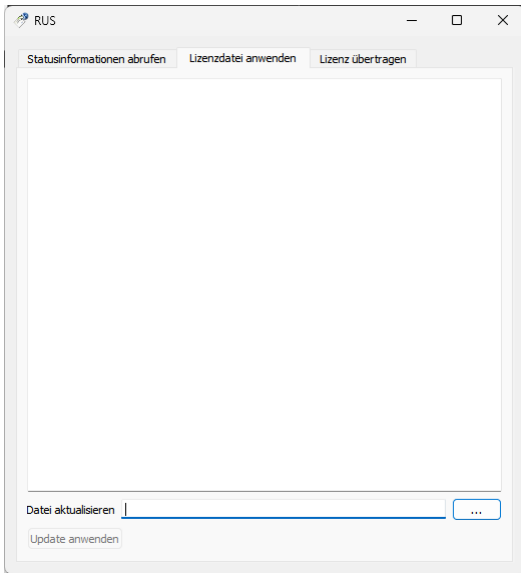 RUS
Statusinformationen abrufen Lizenzdatei anwenden Lizenz übertragen
Datei aktualisieren ...
Update anwenden